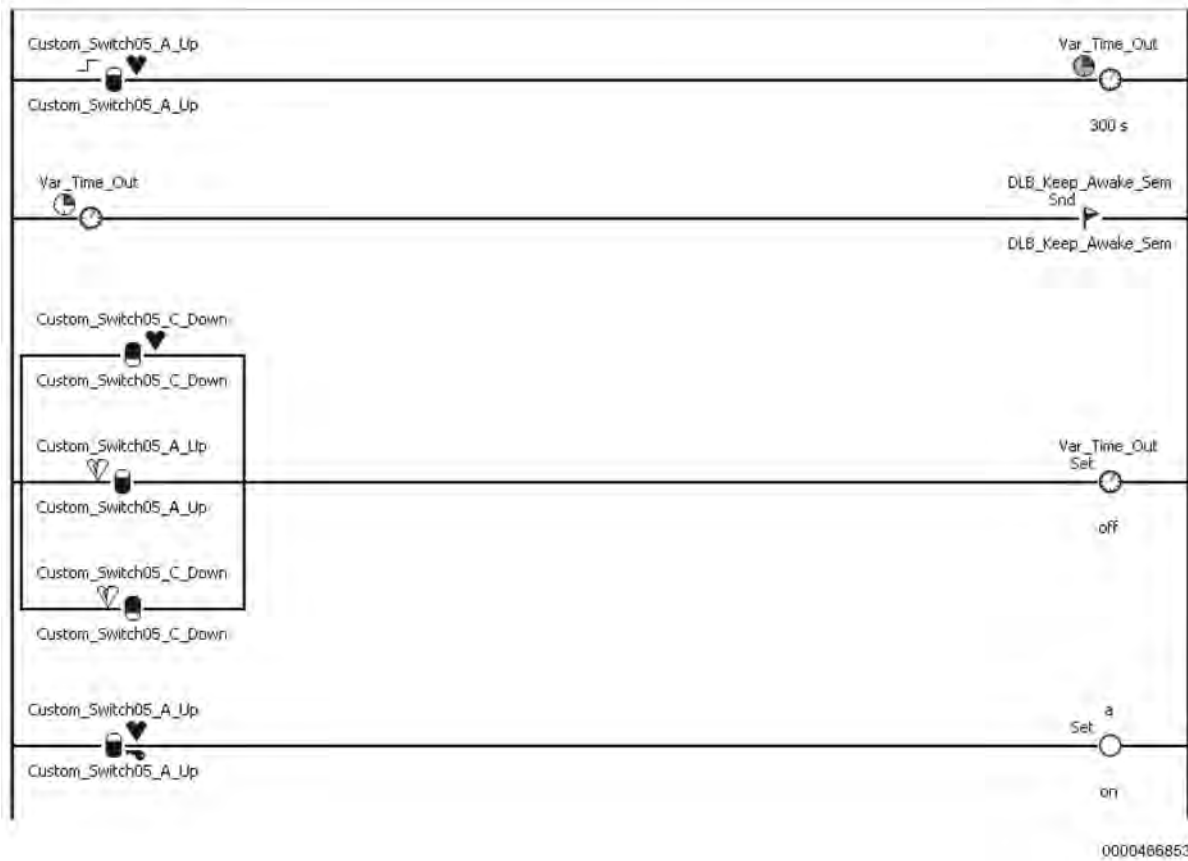 Custom_Switch05_A_Up
Var_Time_Out
Custom_Switch05_A_Up
300 s
Var_Time_Out
DLB_Keep_Awake_Sem
Snd
DLB_Keep_Awake_Sem
Custom_Switch05_C_Down
Custom_Switch05_C_Down
Custom_Switch05_A_Up
Var_Time_Out
Set
Custom_Switch05_A_Up
off
Custom_Switch05_C_Down
Custom_Switch05_C_Down
Custom_Switch05_A_Up
a
Set
Custom_Switch05_A_Up
on
0000466853